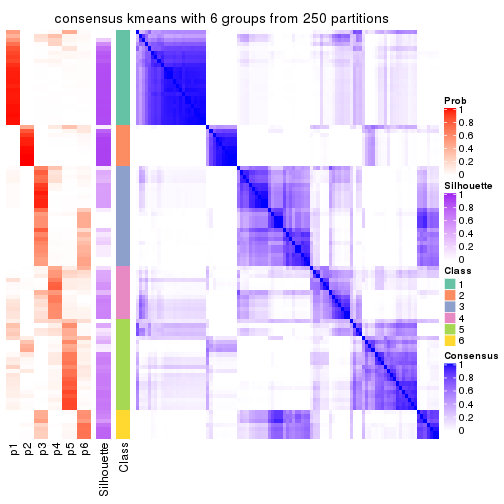 consensus kmeans with 6 groups from 250 partitions
Prob
1
0.8
0.6
0.4
0.2
0
Silhouette
1
0.8
0.6
0.4
0.2
0
Class
1
2
3
4
5
6
Consensus
1
0.8
0.6
0.4
0.2
0
p1
p2
p3
p4
p5
p6
Silhouette
Class